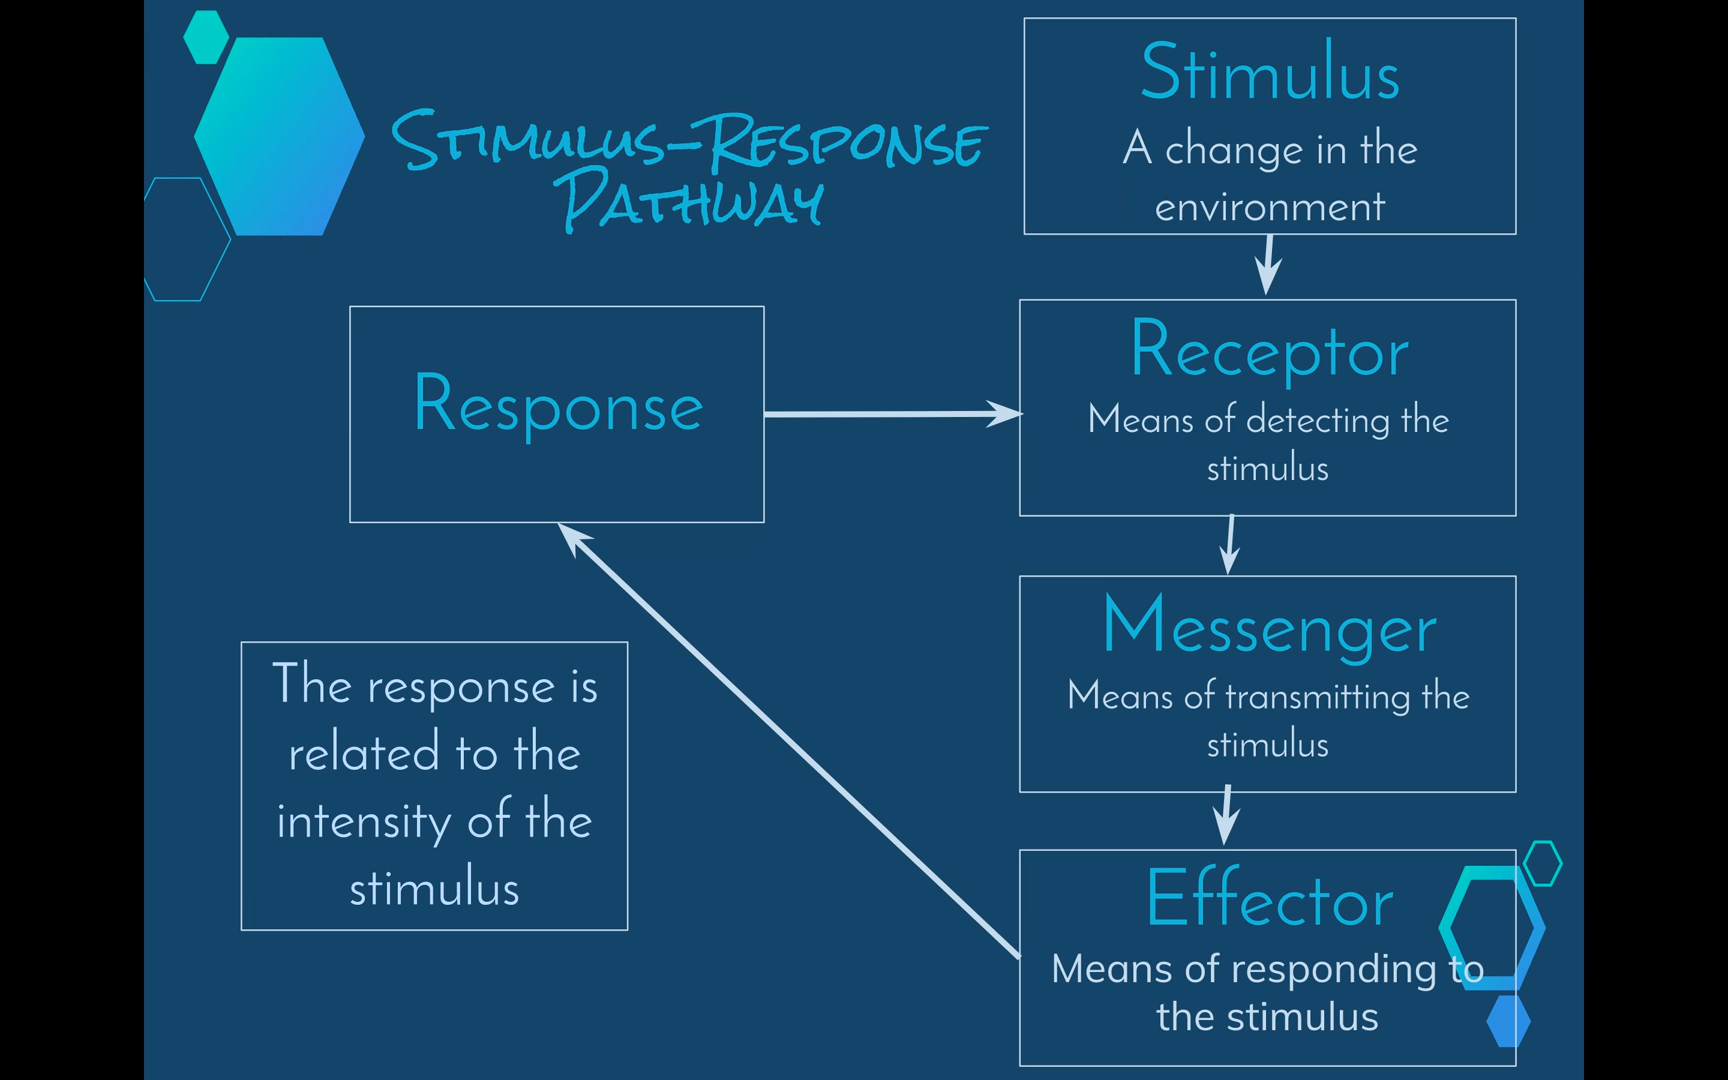 Stimulus-Response
Pathway
Stimulus
A change in the
environment
Receptor
Means of detecting the
stimulus
Response
Messenger
Means of transmitting the
stimulus
The response is
related to the
intensity of the
stimulus
Effector
Means of responding to
the stimulus